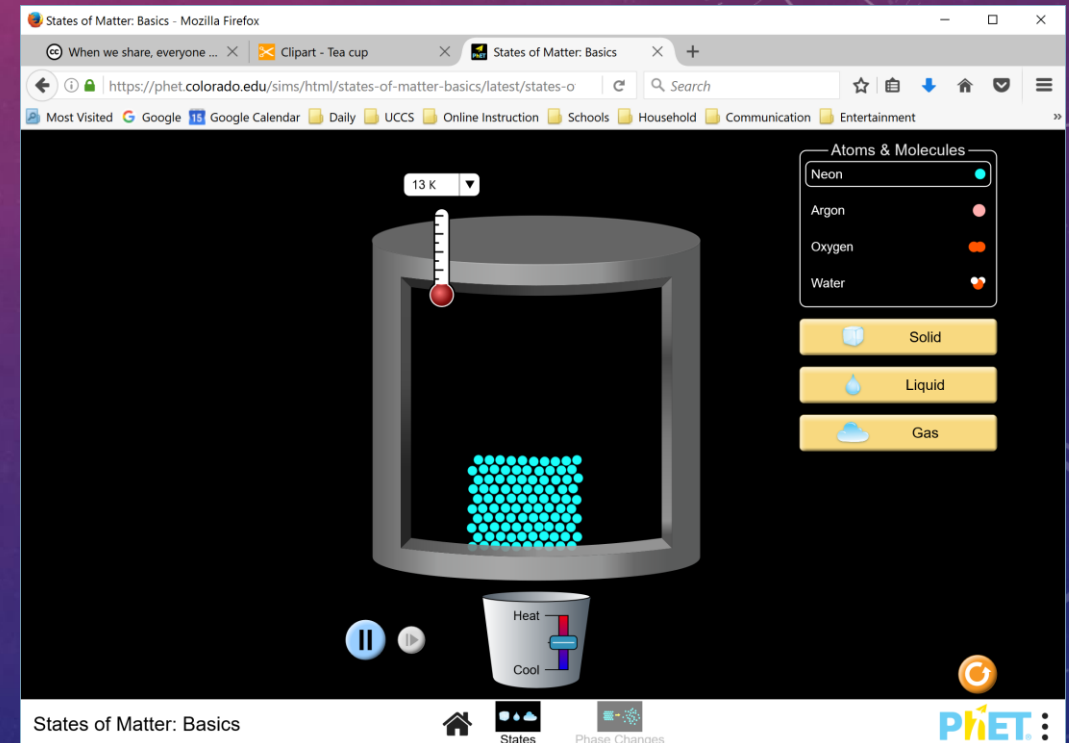 States of Matter: Basics - Mozilla Firefox
When we share, everyone ...
Clipart - Tea cup
States of Matter: Basics
https://phet.colorado.edu/sims/html/states-of-matter-basics/latest/states-o
Search
Most Visited
Google
15
Google Calendar
Daily
UCCS
Online Instruction
Schools
Household
Communication
Entertainment
Atoms & Molecules
13 K
Neon
Argon
Oxygen
Water
Solid
Liquid
Gas
Heat
Cool
States of Matter: Basics
States
Phase Changes
PhET